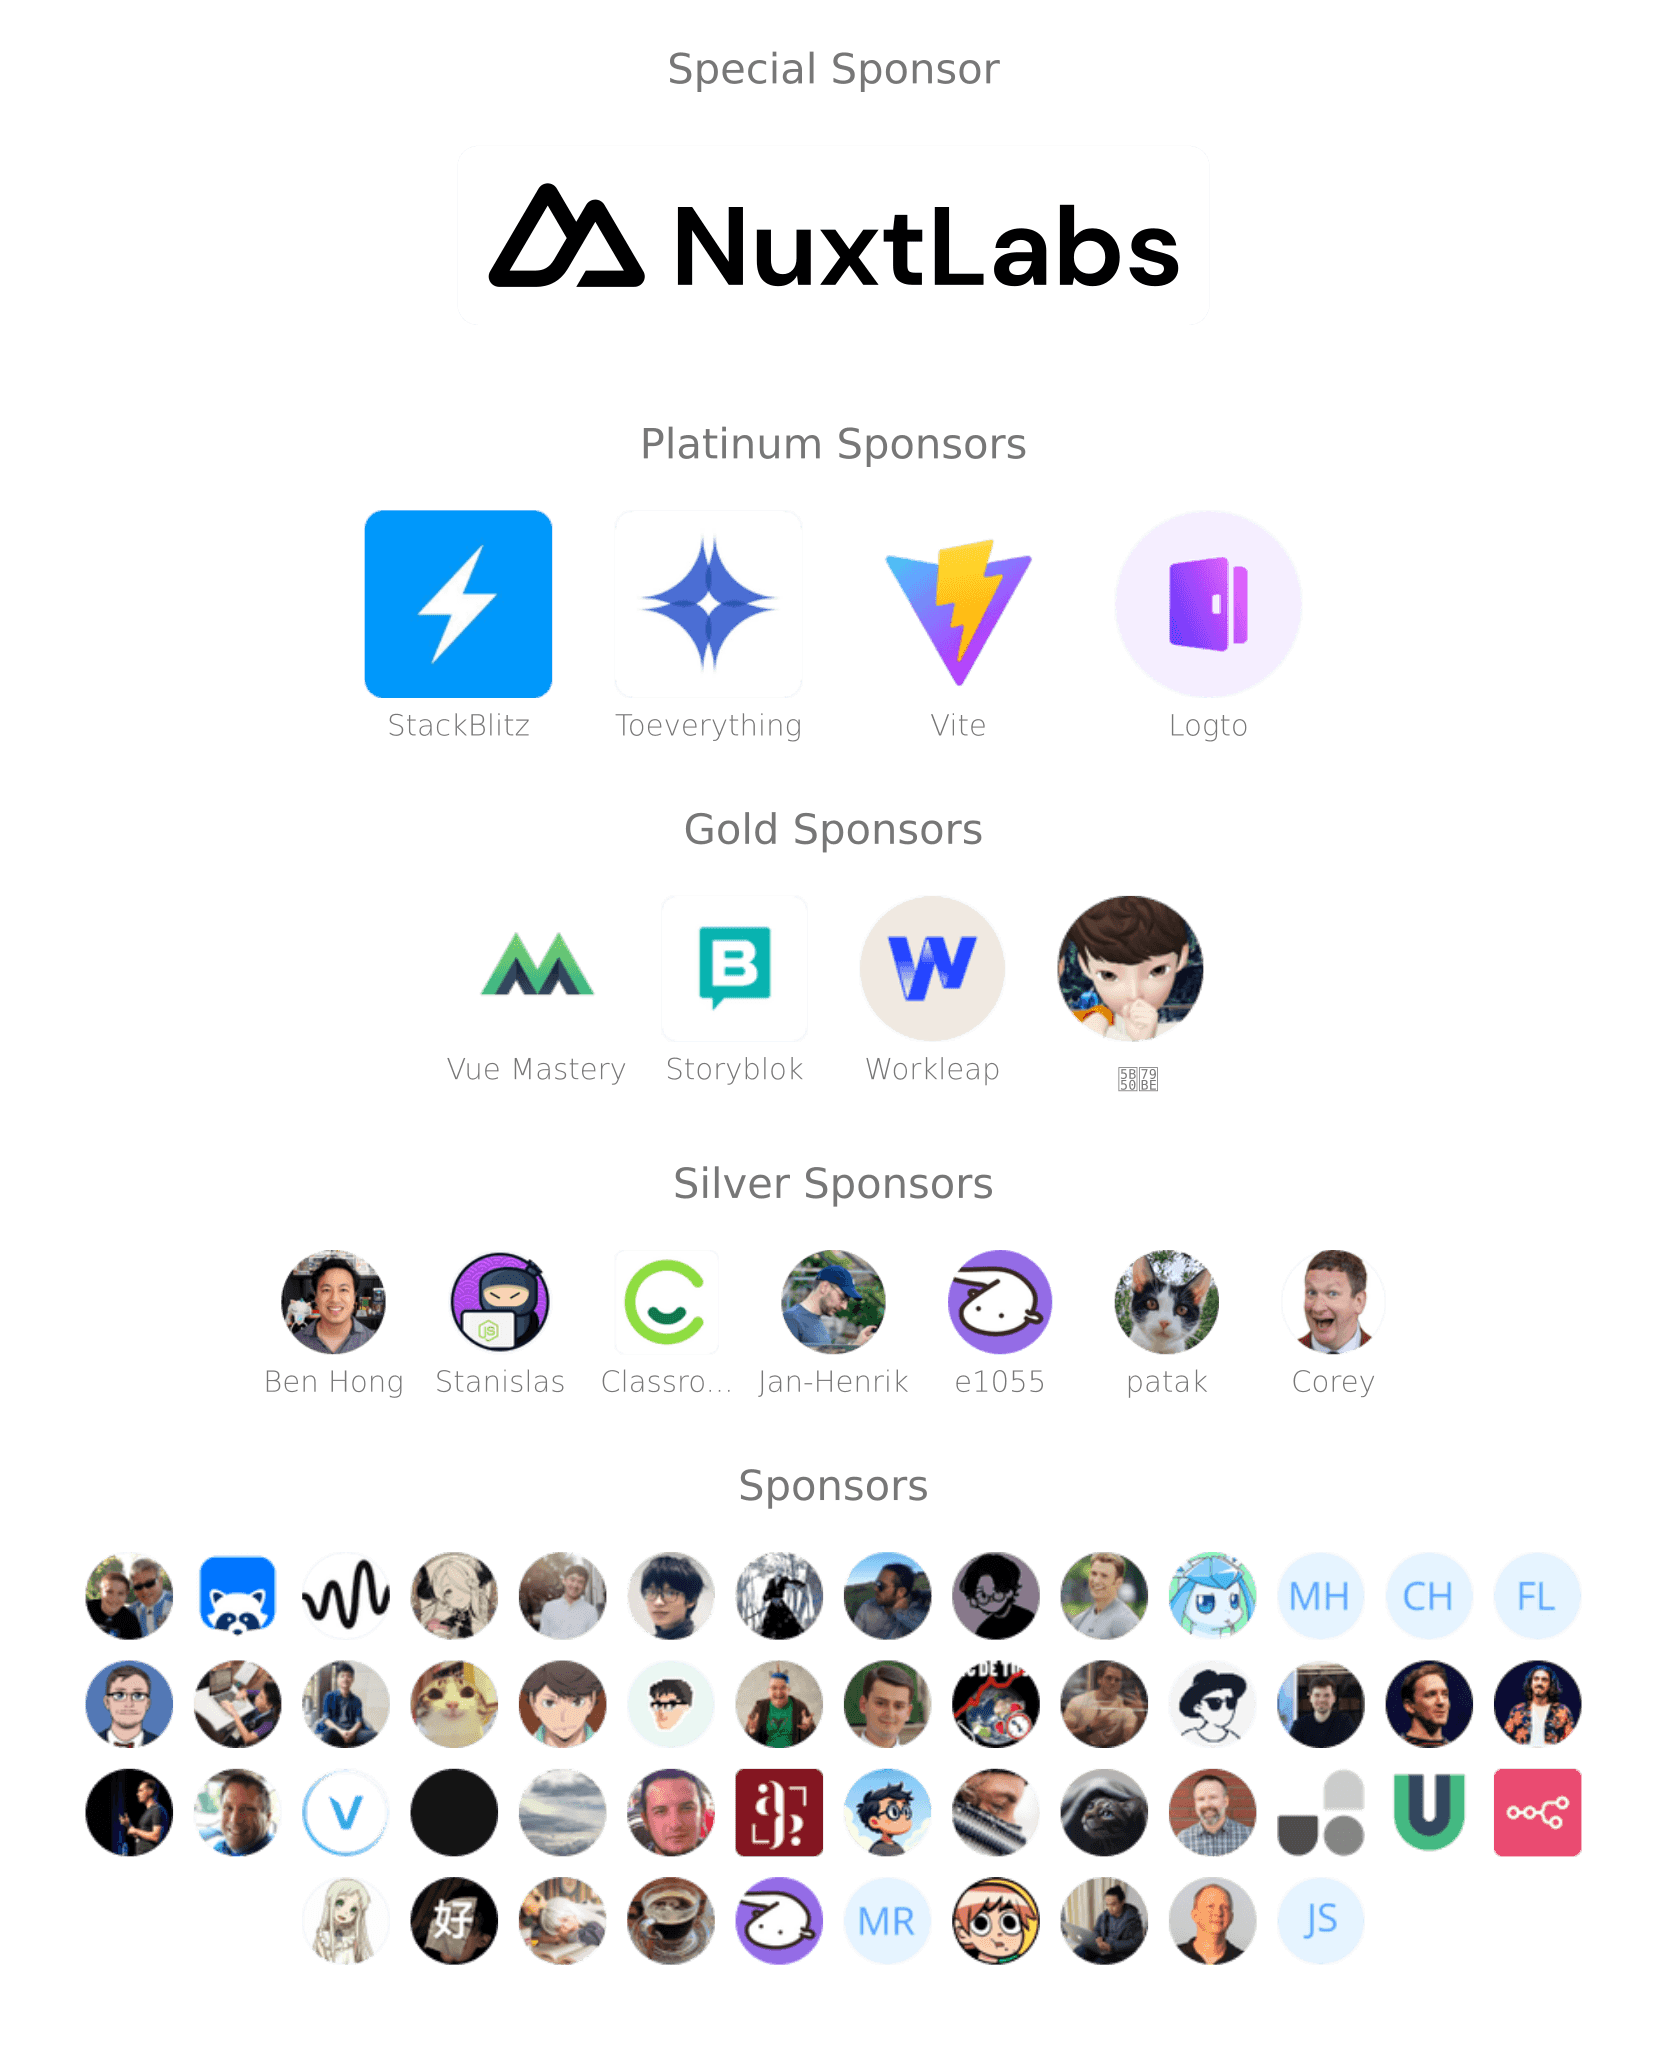 Special Sponsor
NuxtLabs
Platinum Sponsors
StackBlitz Toeverything Vite Logto
Gold Sponsors
B W
Vue Mastery Storyblok Workleap
Silver Sponsors
JS
Ben Hong Stanislas Classro... Jan-Henrik e1055 patak Corey
Sponsors
MH CH FL
V U
好 MR JS